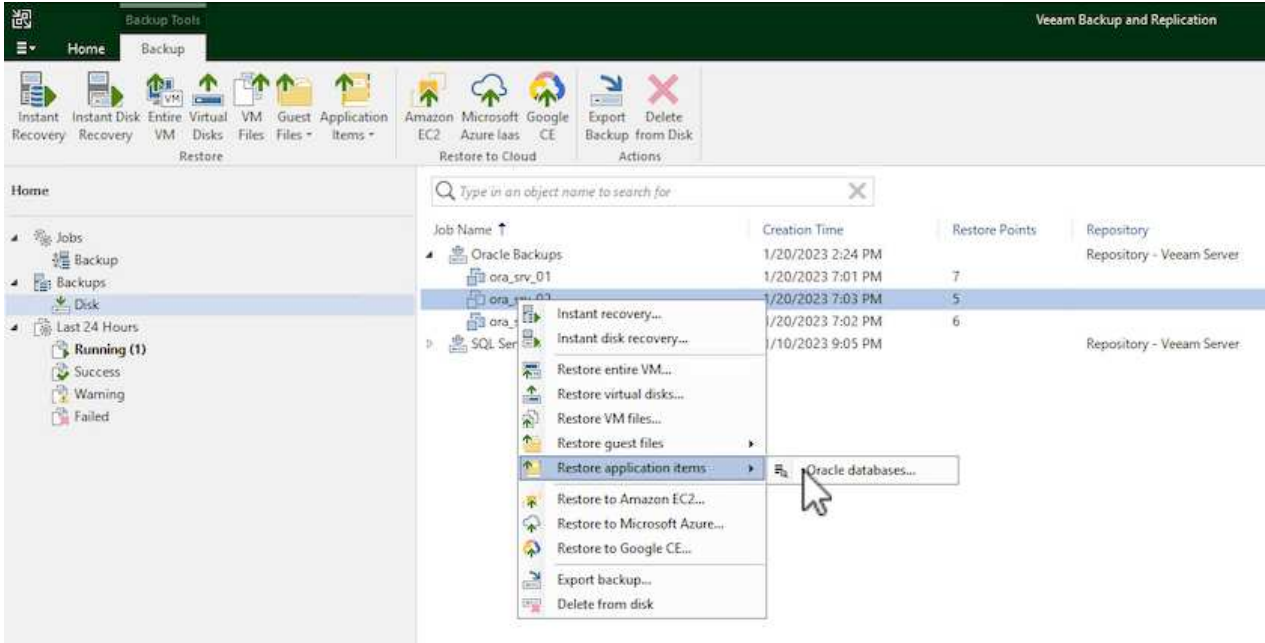 Backup Tools
Veeam Backup and Replication
Home
Backup
Instant Recovery
Instant Disk Recovery
Entire VM
Virtual Disks
VM Files
Guest Files
Application Items
Amazon EC2
Microsoft Azure Iaas
Google CE
Export Backup
Delete from Disk
Restore
Restore to Cloud
Actions
Home
Type in an object name to search for
Jobs
Backup
Backups
Disk
Last 24 Hours
Running (1)
Success
Warning
Failed
Job Name Creation Time Restore Points Repository
Oracle Backups 1/20/2023 2:24 PM Repository - Veeam Server
ora_srv_01 1/20/2023 7:01 PM 7
ora_srv_02 1/20/2023 7:03 PM 5
ora_s 1/20/2023 7:02 PM 6
SQL Ser 1/10/2023 9:05 PM Repository - Veeam Server
Instant recovery...
Instant disk recovery...
Restore entire VM...
Restore virtual disks...
Restore VM files...
Restore guest files
Restore application items
Oracle databases...
Restore to Amazon EC2...
Restore to Microsoft Azure...
Restore to Google CE...
Export backup...
Delete from disk